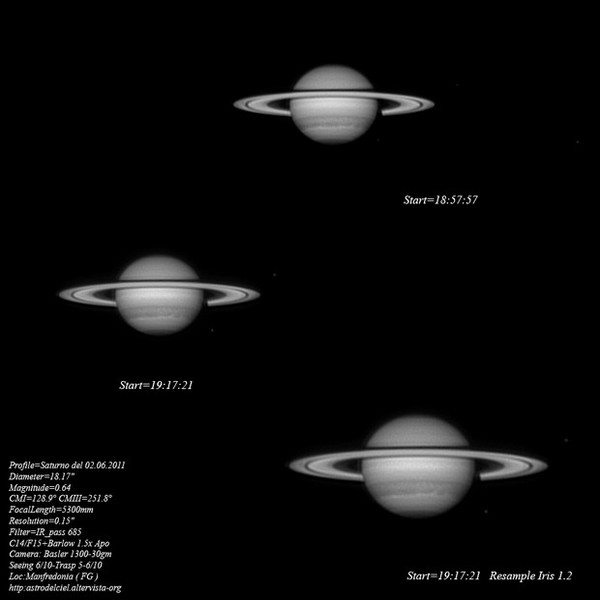 Start=18:57:57
Start=19:17:21
Profile=Saturno del 02.06.2011
Diameter=18.17"
Magnitude=0.64
CMI=128.9° CMIII=251.8°
FocalLength=5300mm
Resolution=0.15"
Filter=IR_pass 685
C14/F15+Barlow 1.5x Apo
Camera: Basler 1300-30gm
Seeing 6/10-Trasp 5-6/10
Loc:Manfredonia ( FG )
http:astrodelciel.altervista-org
Start=19:17:21 Resample Iris 1.2